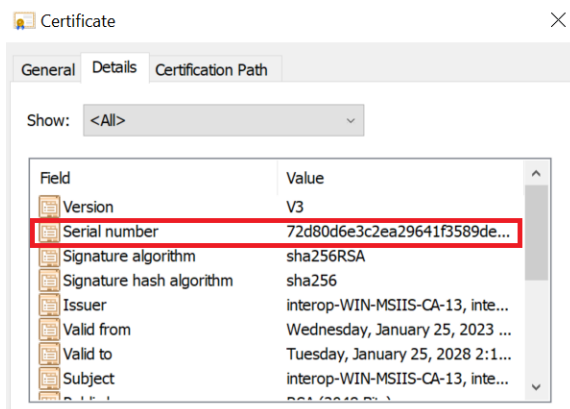 Certificate
General Details Certification Path
Show: <All>
Field Value
Version V3
Serial number 72d80d6e3c2ea29641f3589de...
Signature algorithm sha256RSA
Signature hash algorithm sha256
Issuer interop-WIN-MSIIS-CA-13, inte...
Valid from Wednesday, January 25, 2023 ...
Valid to Tuesday, January 25, 2028 2:1...
Subject interop-WIN-MSIIS-CA-13, inte...